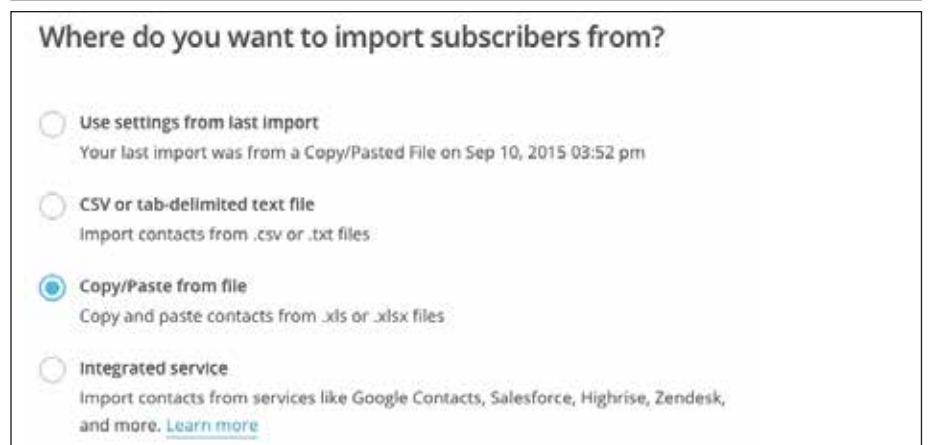 Where do you want to import subscribers from?
Use settings from last import
Your last import was from a Copy/Pasted File on Sep 10, 2015 03:52 pm
CSV or tab-delimited text file
Import contacts from .csv or .txt files
Copy/Paste from file
Copy and paste contacts from .xls or .xlsx files
Integrated service
Import contacts from services like Google Contacts, Salesforce, Highrise, Zendesk,
and more. Learn more